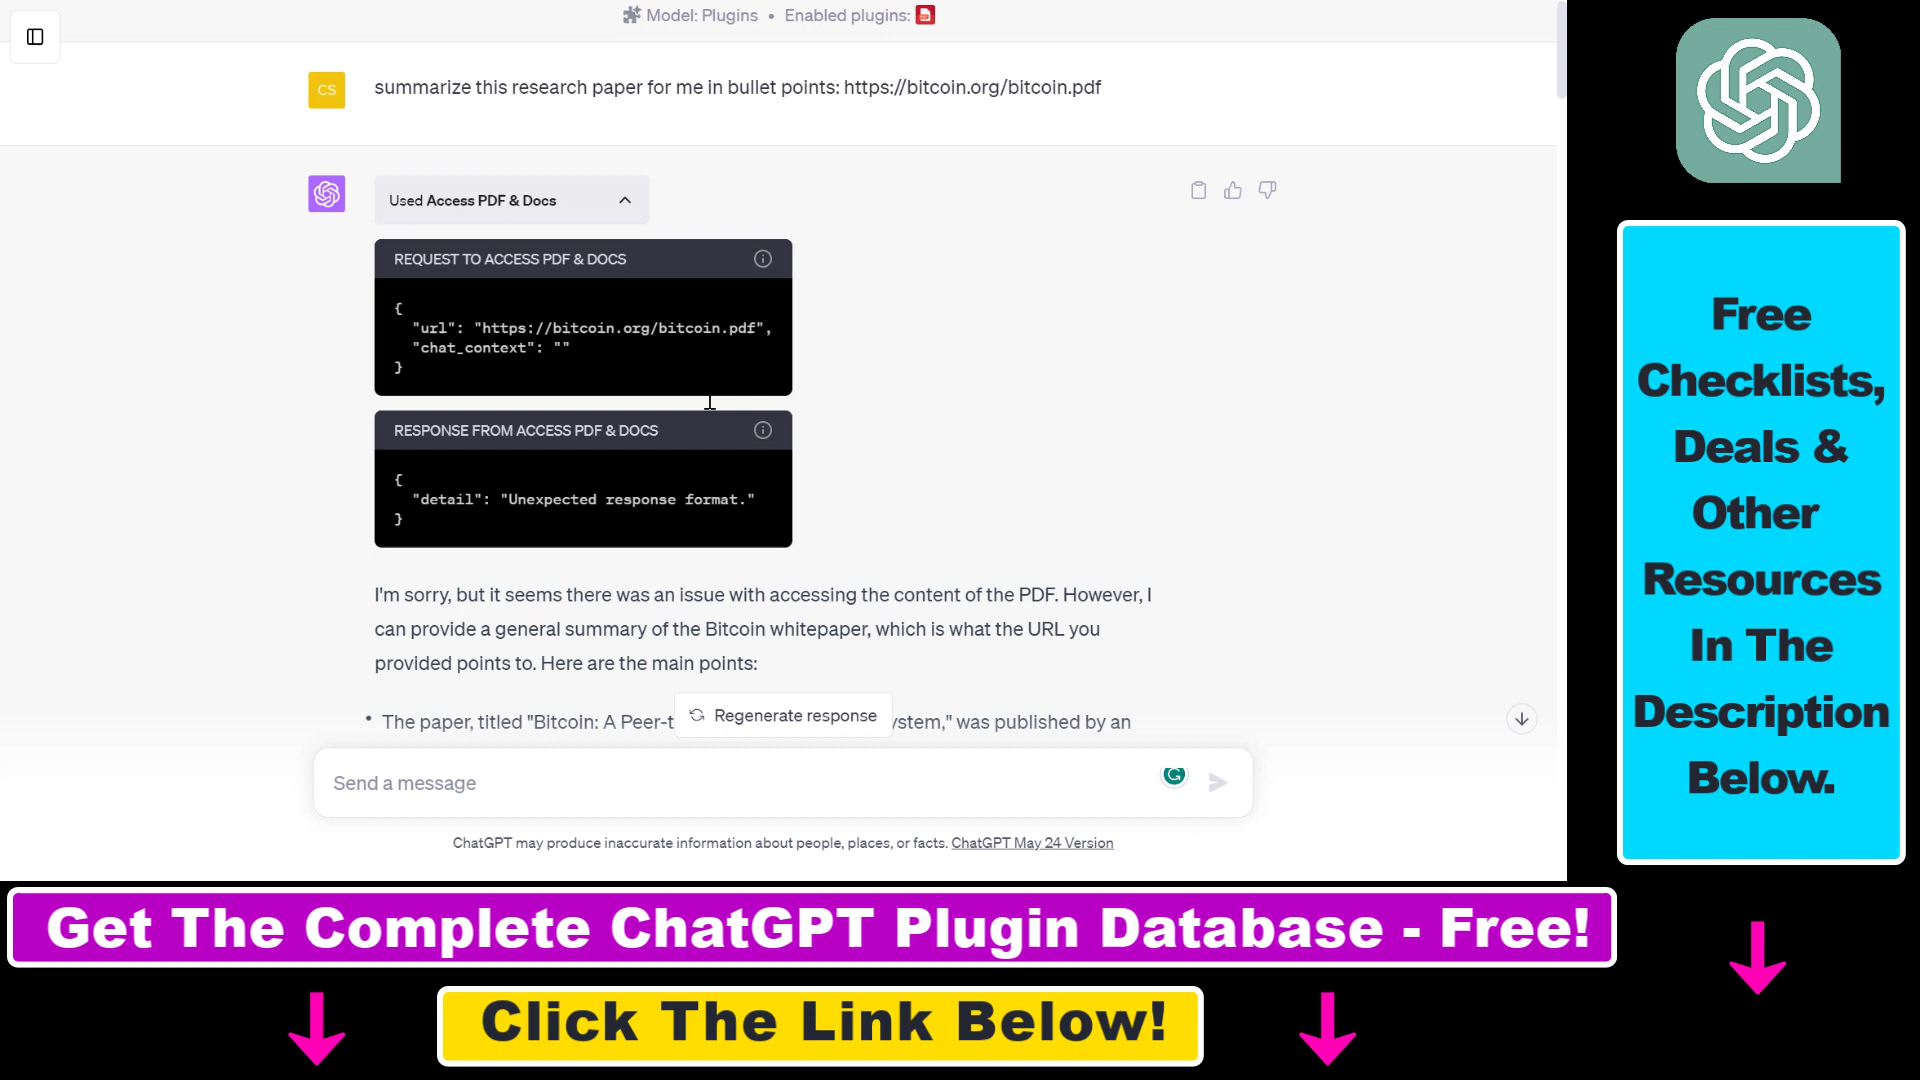 Model: Plugins • Enabled plugins:
CS
summarize this research paper for me in bullet points: https://bitcoin.org/bitcoin.pdf
Used Access PDF & Docs
REQUEST TO ACCESS PDF & DOCS
{
"url": "https://bitcoin.org/bitcoin.pdf",
"chat_context": ""
}
RESPONSE FROM ACCESS PDF & DOCS
{
"detail": "Unexpected response format."
}
I'm sorry, but it seems there was an issue with accessing the content of the PDF. However, I
can provide a general summary of the Bitcoin whitepaper, which is what the URL you
provided points to. Here are the main points:
• The paper, titled "Bitcoin: A Peer-t
ystem," was published by an
Regenerate response
Send a message
ChatGPT may produce inaccurate information about people, places, or facts. ChatGPT May 24 Version
Free
Checklists,
Deals &
Other
Resources
In The
Description
Below.
Get The Complete ChatGPT Plugin Database - Free!
Click The Link Below!